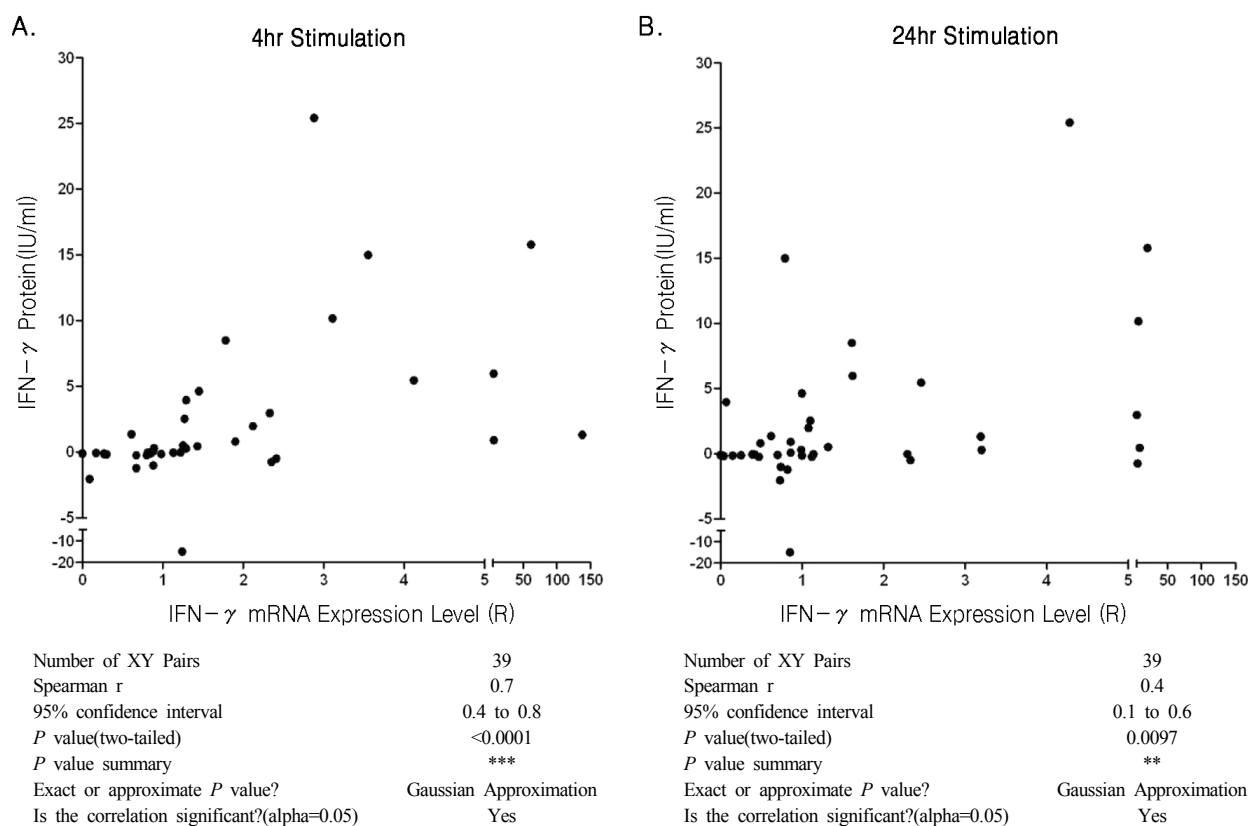 A.
4hr Stimulation
30
25
20
15
10
5
0
-5
-10
-20
IFN-γ Protein(IU/ml)
0 1 2 3 4 5 50 100 150
IFN-γ mRNA Expression Level (R)
Number of XY Pairs 39
Spearman r 0.7
95% confidence interval 0.4 to 0.8
P value(two-tailed) <0.0001
P value summary ***
Exact or approximate P value? Gaussian Approximation
Is the correlation significant?(alpha=0.05) Yes
B.
24hr Stimulation
30
25
20
15
10
5
0
-5
-10
-20
IFN-γ Protein(IU/ml)
0 1 2 3 4 5 50 100 150
IFN-γ mRNA Expression Level (R)
Number of XY Pairs 39
Spearman r 0.4
95% confidence interval 0.1 to 0.6
P value(two-tailed) 0.0097
P value summary **
Exact or approximate P value? Gaussian Approximation
Is the correlation significant?(alpha=0.05) Yes